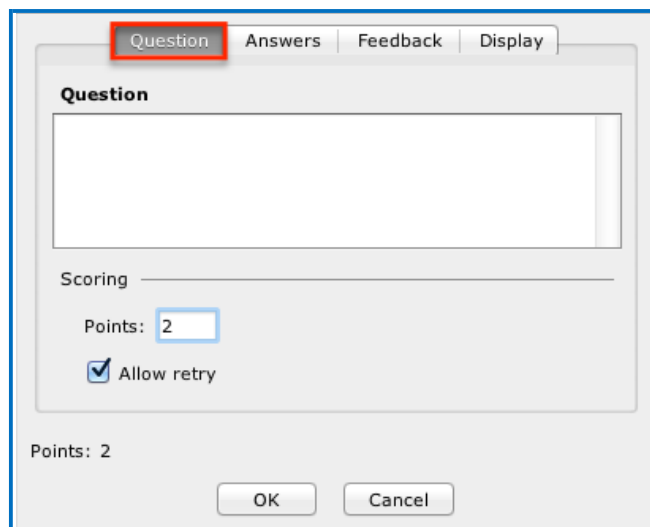 Question Answers Feedback Display
Question
Scoring
Points: 2
Allow retry
Points: 2
OK Cancel